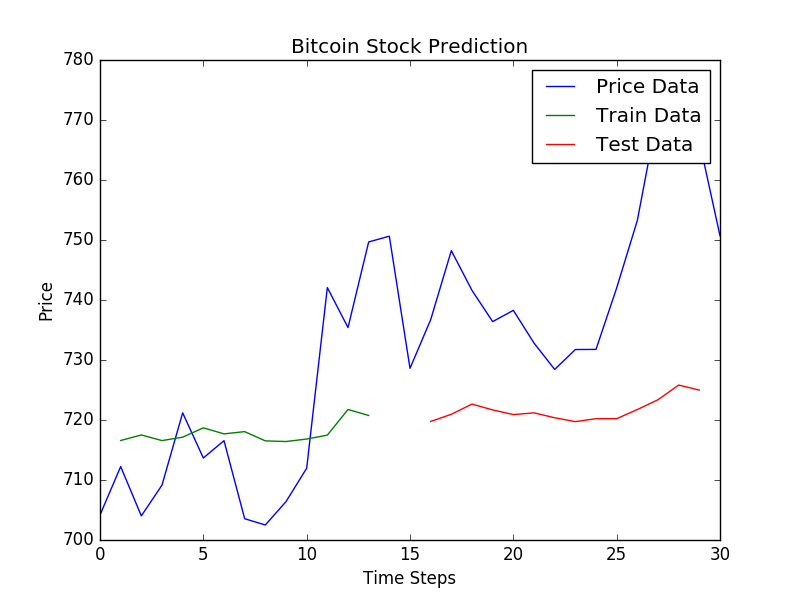 Bitcoin Stock Prediction
Price Data
Train Data
Test Data
780
770
760
750
740
730
720
710
700
Price
0 5 10 15 20 25 30
Time Steps